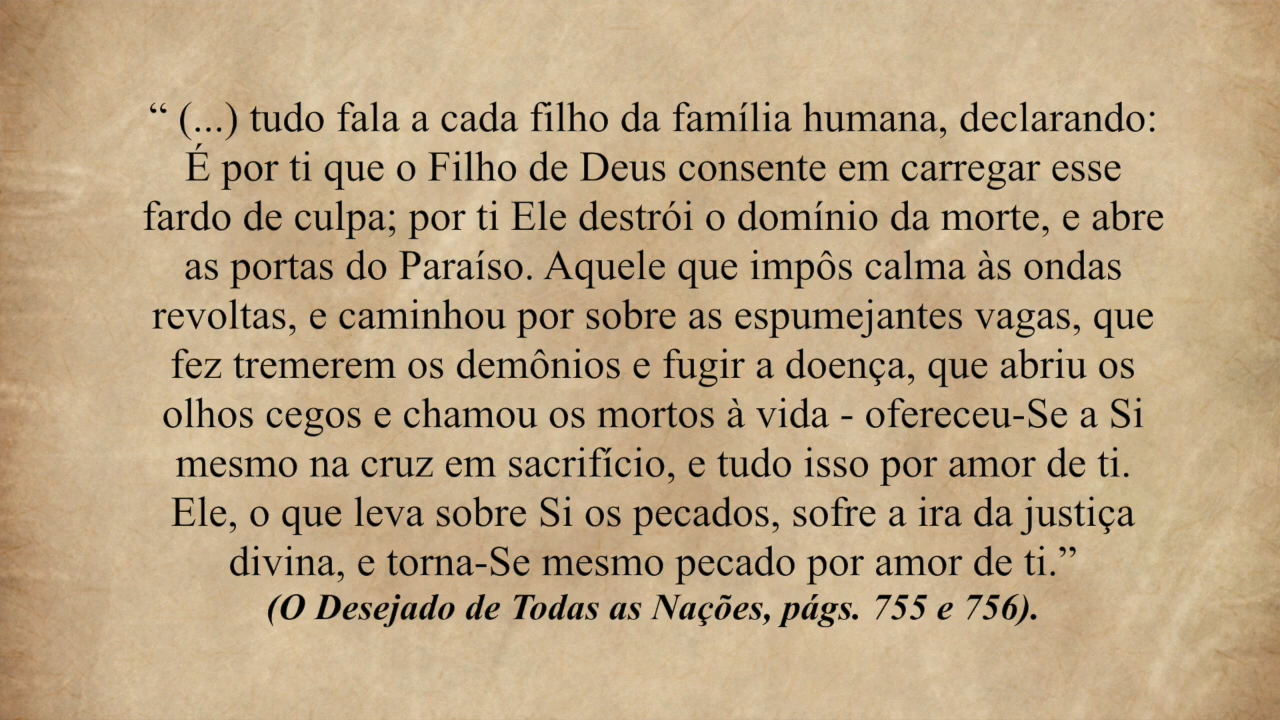 “ (...) tudo fala a cada filho da família humana, declarando:
É por ti que o Filho de Deus consente em carregar esse
fardo de culpa; por ti Ele destrói o domínio da morte, e abre
as portas do Paraíso. Aquele que impôs calma às ondas
revoltas, e caminhou por sobre as espumejantes vagas, que
fez tremerem os demônios e fugir a doença, que abriu os
olhos cegos e chamou os mortos à vida - ofereceu-Se a Si
mesmo na cruz em sacrifício, e tudo isso por amor de ti.
Ele, o que leva sobre Si os pecados, sofre a ira da justiça
divina, e torna-Se mesmo pecado por amor de ti.”
(O Desejado de Todas as Nações, págs. 755 e 756).